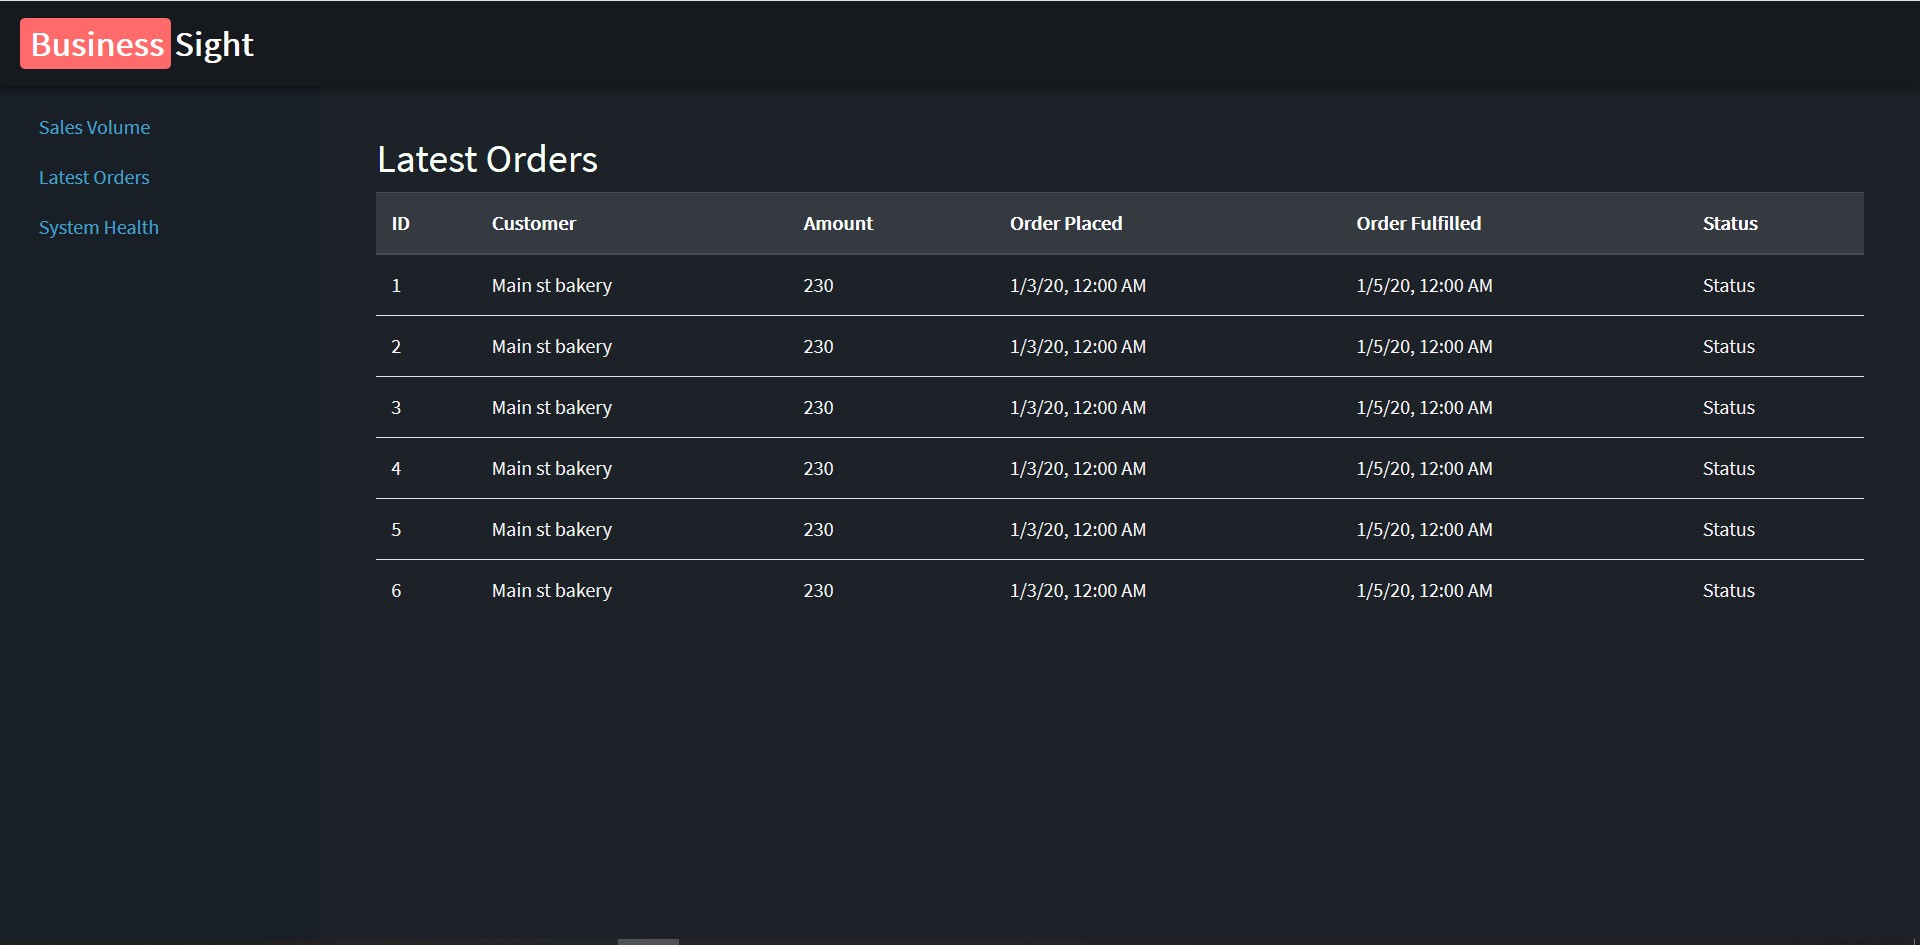 Business Sight
Sales Volume
Latest Orders
System Health
Latest Orders
ID Customer Amount Order Placed Order Fulfilled Status
1 Main st bakery 230 1/3/20, 12:00 AM 1/5/20, 12:00 AM Status
2 Main st bakery 230 1/3/20, 12:00 AM 1/5/20, 12:00 AM Status
3 Main st bakery 230 1/3/20, 12:00 AM 1/5/20, 12:00 AM Status
4 Main st bakery 230 1/3/20, 12:00 AM 1/5/20, 12:00 AM Status
5 Main st bakery 230 1/3/20, 12:00 AM 1/5/20, 12:00 AM Status
6 Main st bakery 230 1/3/20, 12:00 AM 1/5/20, 12:00 AM Status